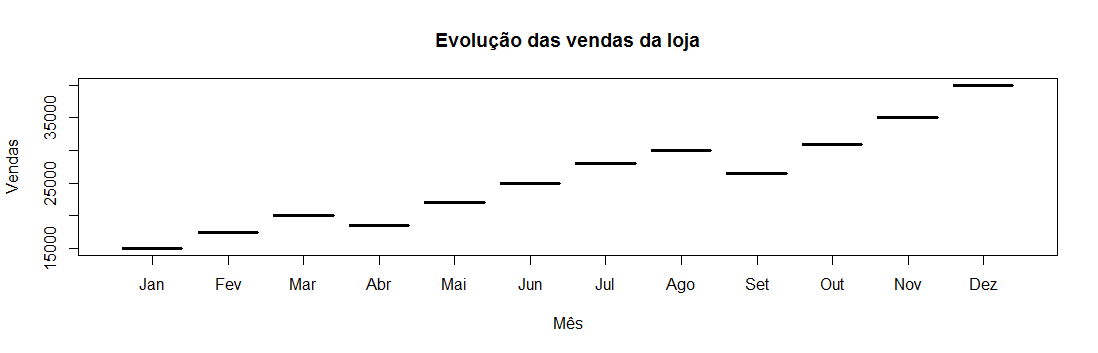 Evolução das vendas da loja
Vendas
35000
25000
15000
Jan Fev Mar Abr Mai Jun Jul Ago Set Out Nov Dez
Mês